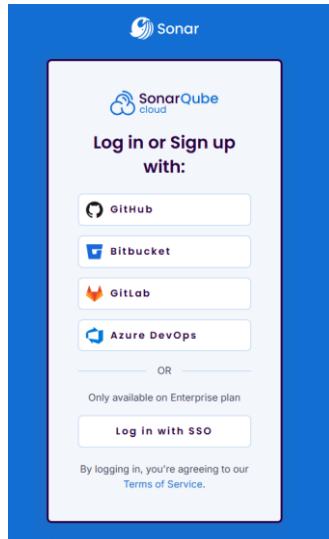 Sonar
SonarQube
cloud
Log in or Sign up
with:
GitHub
Bitbucket
GitLab
Azure DevOps
OR
Only available on Enterprise plan
Log in with SSO
By logging in, you're agreeing to our
Terms of Service.